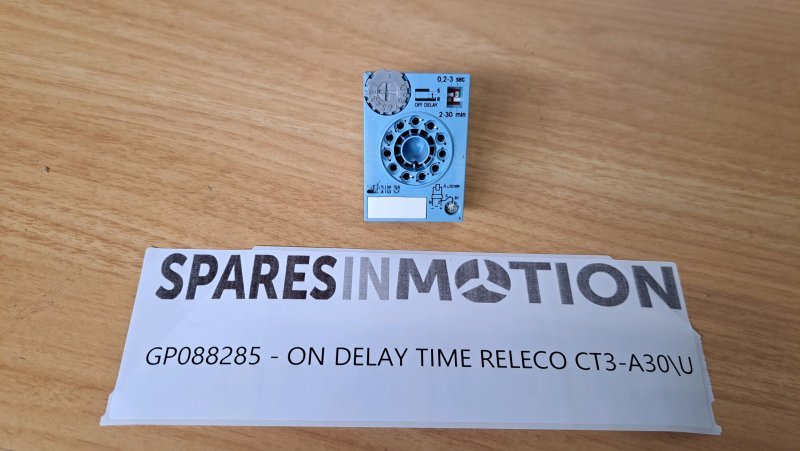 0,2-3 sec
S
R
OFF DELAY
2-30 min
SPARESINMOTION
GP088285 - ON DELAY TIME RELECO CT3-A30\U